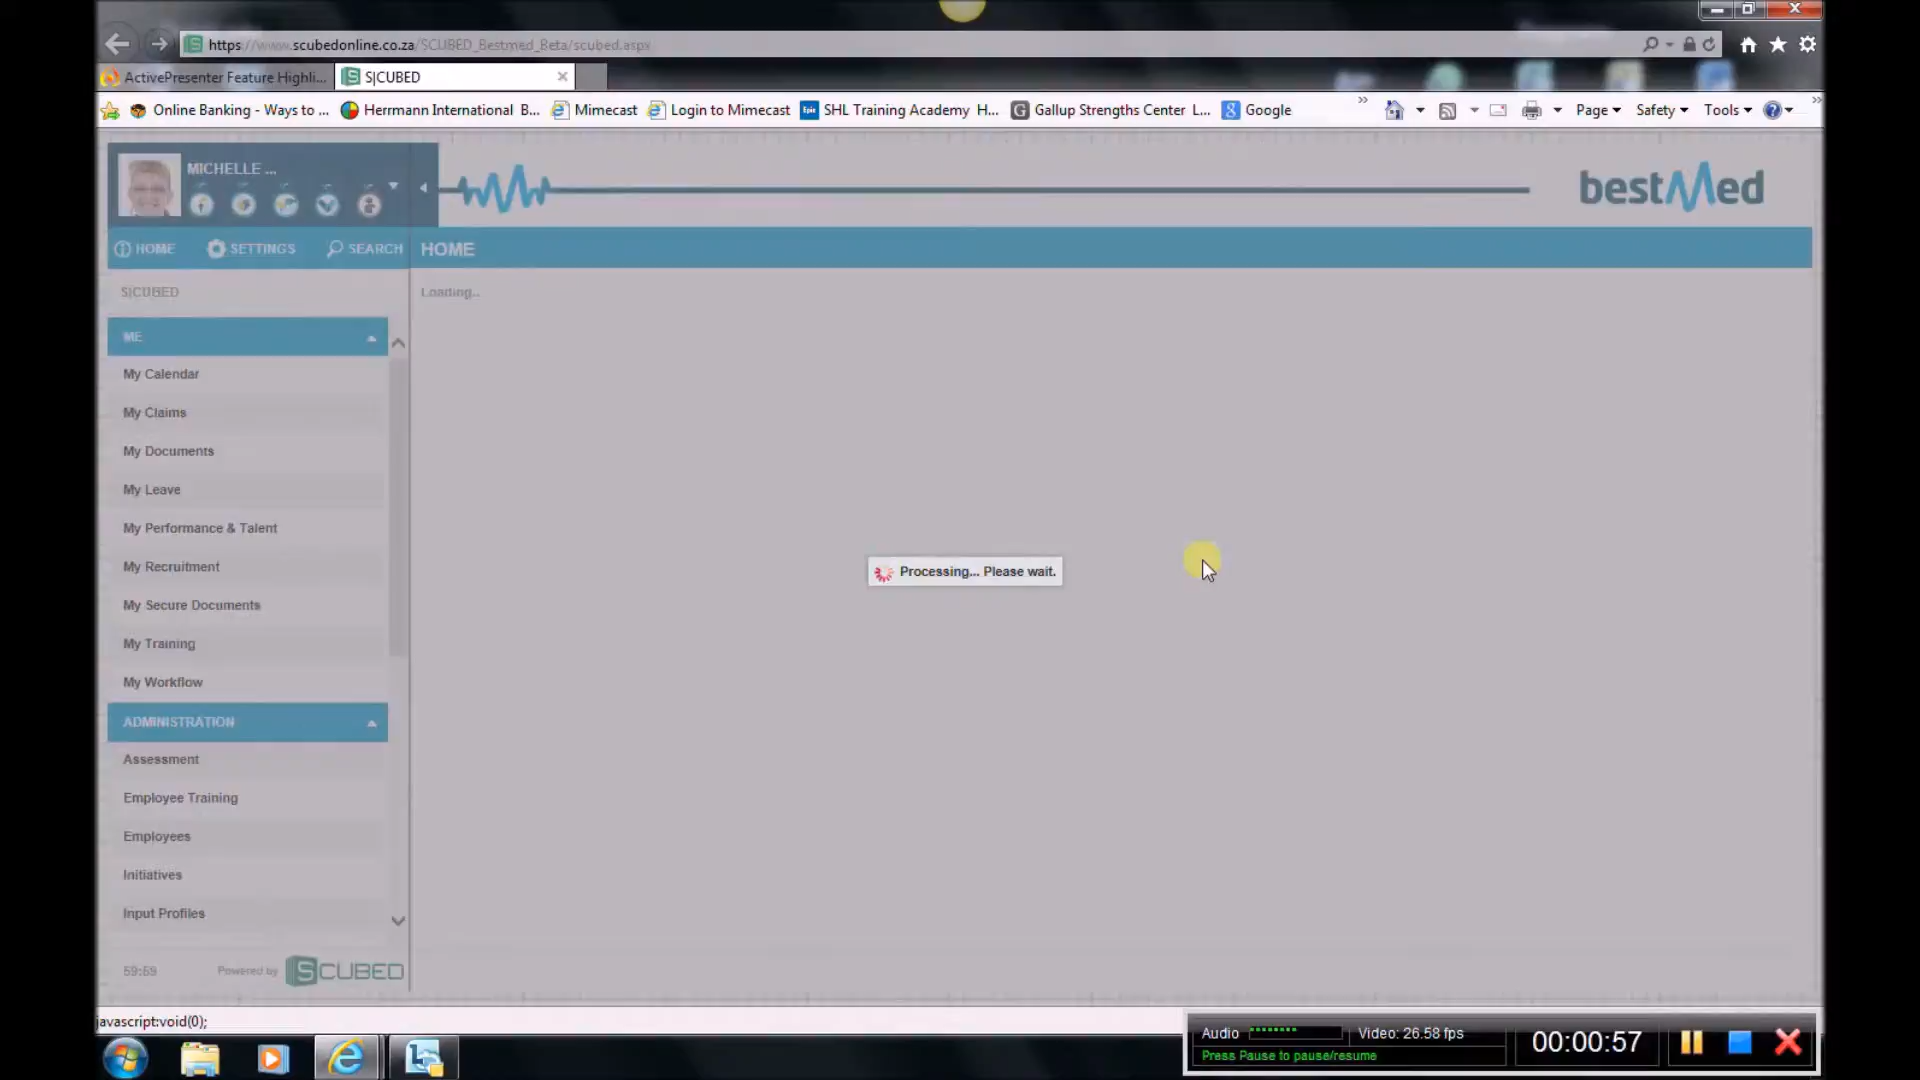 https://www.scubedonline.co.za/SCUBED_Bestmed_Beta/scubed.aspx
ActivePresenter Feature Highli...
S|CUBED
Online Banking - Ways to ...
Herrmann International B...
Mimecast
Login to Mimecast
SHL Training Academy H...
Gallup Strengths Center L...
Google
Page
Safety
Tools
MICHELLE ...
bestMed
HOME
SETTINGS
SEARCH
HOME
S|CUBED
Loading..
ME
My Calendar
My Claims
My Documents
My Leave
My Performance & Talent
My Recruitment
My Secure Documents
My Training
My Workflow
Processing... Please wait.
ADMINISTRATION
Assessment
Employee Training
Employees
Initiatives
Input Profiles
59:59
Powered by
SCUBED
javascript:void(0);
Audio
Video: 26.58 fps
Press Pause to pause/resume
00:00:57